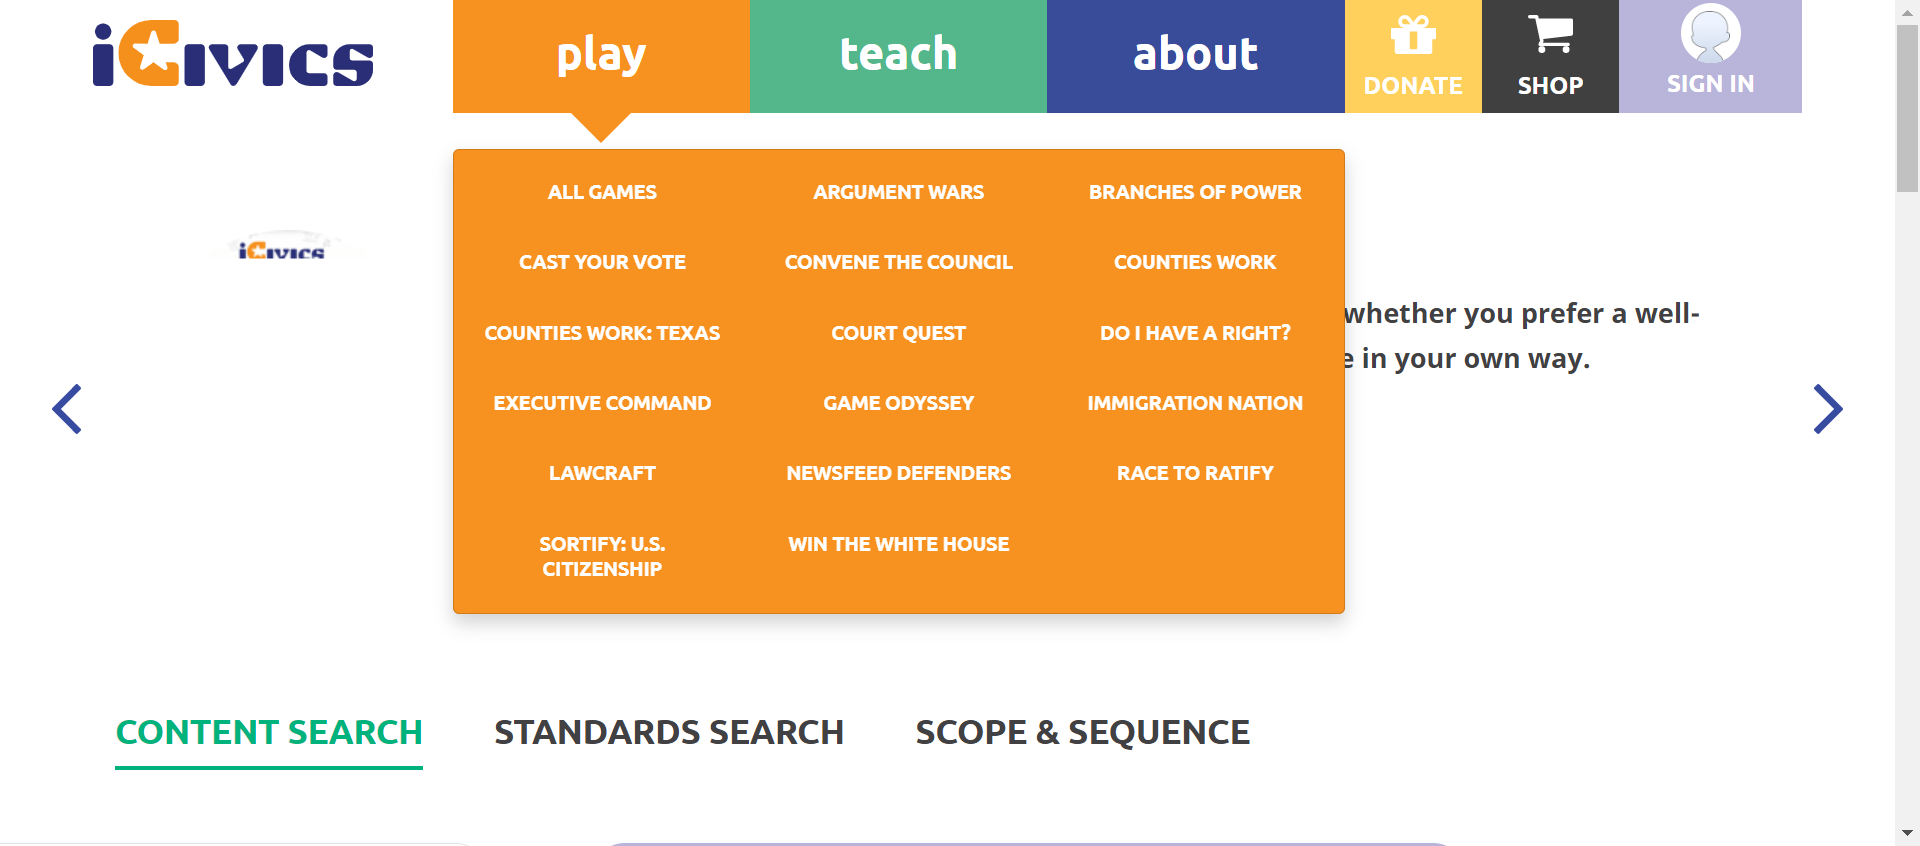 iCivics
play
teach
about
DONATE
SHOP
SIGN IN
ALL GAMES
ARGUMENT WARS
BRANCHES OF POWER
CAST YOUR VOTE
CONVENE THE COUNCIL
COUNTIES WORK
COUNTIES WORK: TEXAS
COURT QUEST
DO I HAVE A RIGHT?
EXECUTIVE COMMAND
GAME ODYSSEY
IMMIGRATION NATION
LAWCRAFT
NEWSFEED DEFENDERS
RACE TO RATIFY
SORTIFY: U.S.
CITIZENSHIP
WIN THE WHITE HOUSE
iCivics
whether you prefer a well-
e in your own way.
CONTENT SEARCH
STANDARDS SEARCH
SCOPE & SEQUENCE